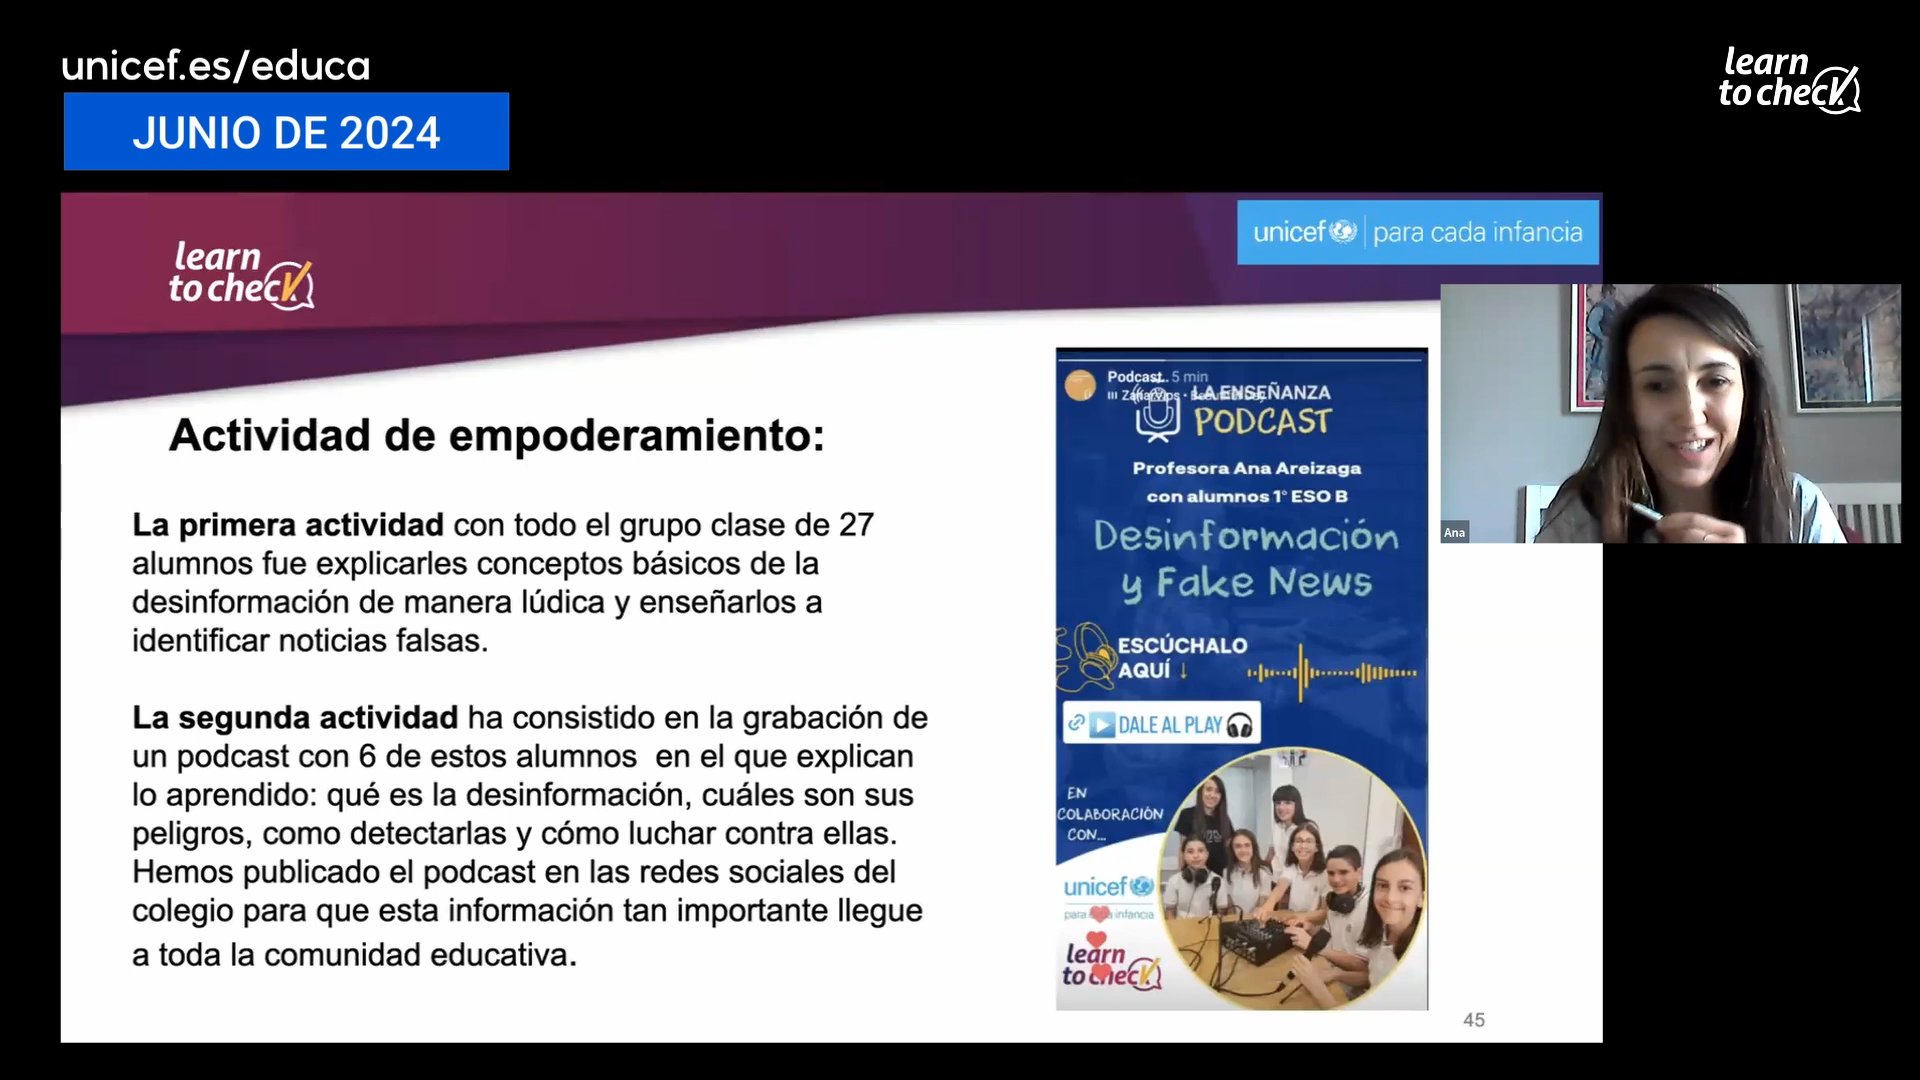 unicef.es/educa
JUNIO DE 2024
learn
to check
learn
to check
unicef para cada infancia
Ana
Actividad de empoderamiento:
La primera actividad con todo el grupo clase de 27
alumnos fue explicarles conceptos básicos de la
desinformación de manera lúdica y enseñarlos a
identificar noticias falsas.
La segunda actividad ha consistido en la grabación de
un podcast con 6 de estos alumnos en el que explican
lo aprendido: qué es la desinformación, cuáles son sus
peligros, como detectarlas y cómo luchar contra ellas.
Hemos publicado el podcast en las redes sociales del
colegio para que esta información tan importante llegue
a toda la comunidad educativa.
Podcast.. 5 min
LA ENSEÑANZA
PODCAST
Profesora Ana Areizaga
con alumnos 1° ESO B
Desinformación
y Fake News
ESCÚCHALO
AQUÍ ↓
DALE AL PLAY
EN
COLABORACIÓN
CON...
unicef
para cada infancia
learn
to check
45